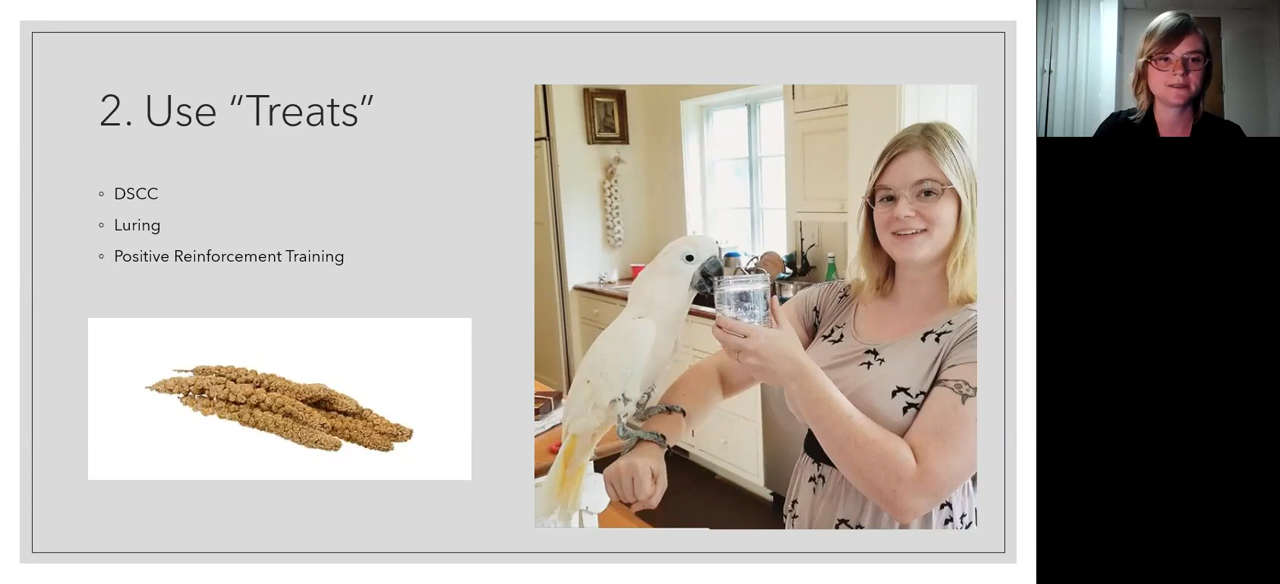 2. Use “Treats”
DSCC
Luring
Positive Reinforcement Training